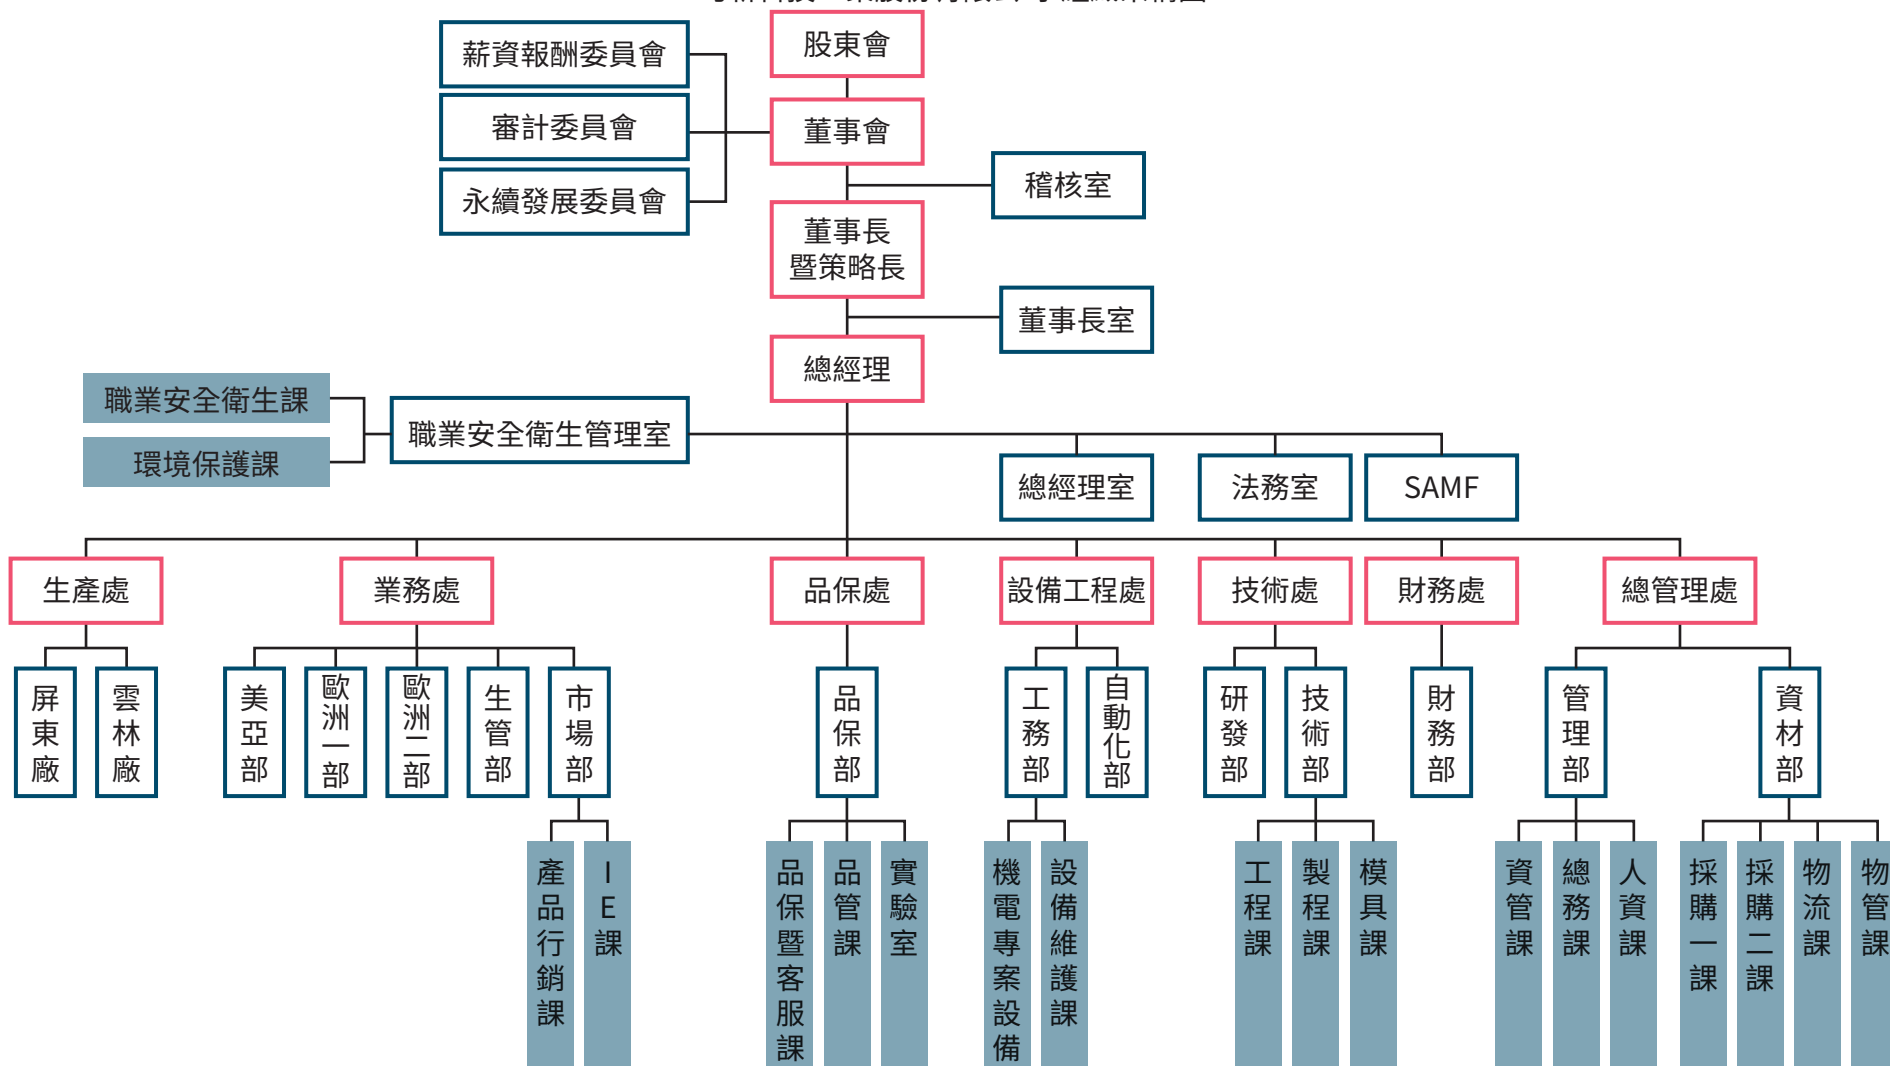 薪資報酬委員會
股東會
審計委員會
董事會
永續發展委員會
稽核室
董事長
暨策略長
董事長室
總經理
職業安全衛生課
環境保護課
職業安全衛生管理室
總經理室
法務室
SAMF
生產處
業務處
品保處
設備工程處
技術處
財務處
總管理處
屏東廠
雲林廠
美亞部
歐洲一部
歐洲二部
生管部
市場部
品保部
工務部
自動化部
研發部
技術部
財務部
管理部
資材部
產品行銷課
IE課
品保暨客服課
品管課
實驗室
機電專案設備
設備維護課
工程課
製程課
模具課
資管課
總務課
人資課
採購一課
採購二課
物流課
物管課